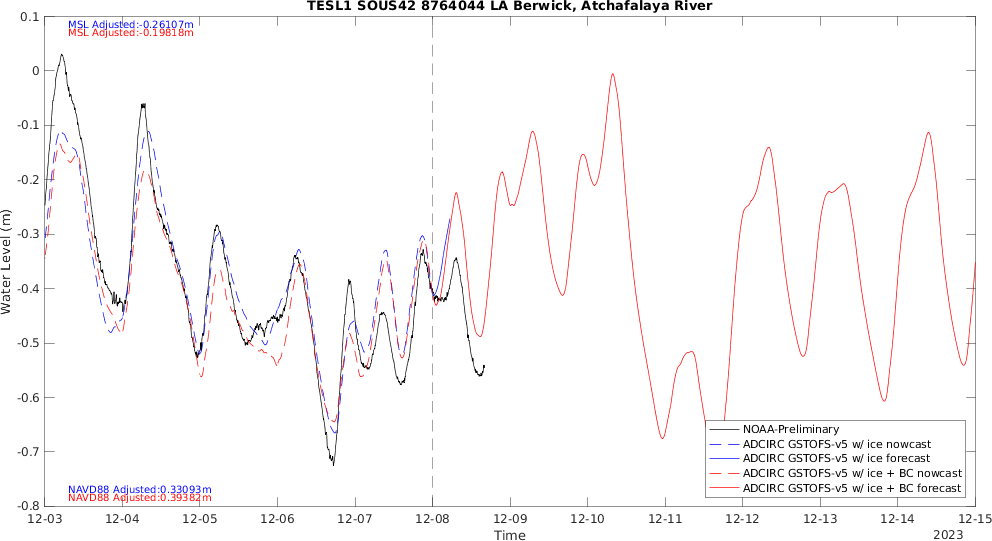 TESL1 SOUS42 8764044 LA Berwick, Atchafalaya River
MSL Adjusted:-0.26107m
MSL Adjusted:-0.19818m
0.1
0
-0.1
-0.2
-0.3
-0.4
-0.5
-0.6
-0.7
-0.8
Water Level (m)
NOAA-Preliminary
ADCIRC GSTOFS-v5 w/ ice nowcast
ADCIRC GSTOFS-v5 w/ ice forecast
ADCIRC GSTOFS-v5 w/ ice + BC nowcast
ADCIRC GSTOFS-v5 w/ ice + BC forecast
NAVD88 Adjusted:0.33093m
NAVD88 Adjusted:0.39382m
12-03 12-04 12-05 12-06 12-07 12-08 12-09 12-10 12-11 12-12 12-13 12-14 12-15
Time
2023